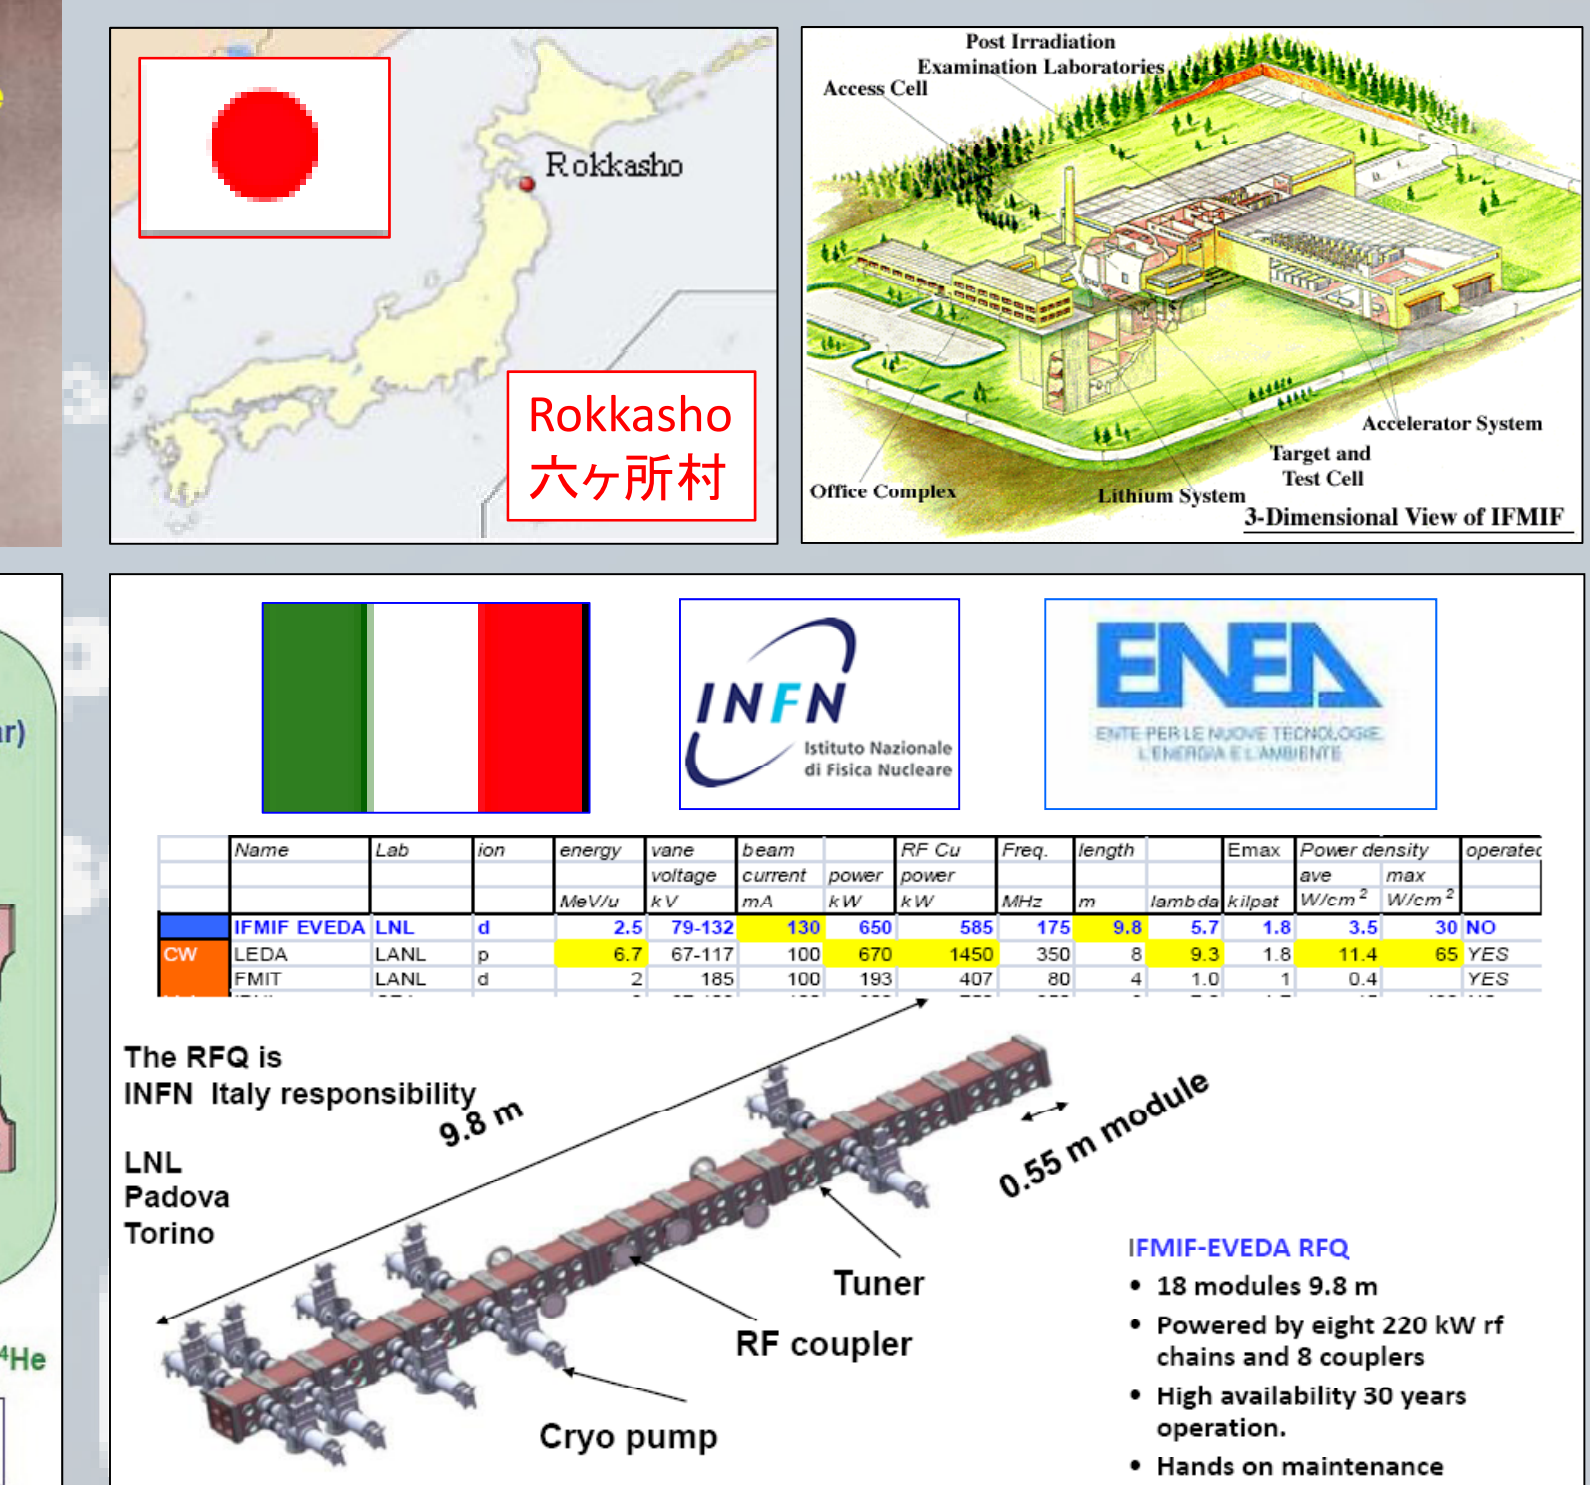 e
Rokkasho
Rokkasho
六ヶ所村
Post Irradiation
Examination Laboratories
Access Cell
Accelerator System
Target and
Test Cell
Office Complex
Lithium System
3-Dimensional View of IFMIF
ar)
⁴He
INFN
Istituto Nazionale
di Fisica Nucleare
ENEA
ENTE PER LE NUOVE TECNOLOGIE,
L'ENERGIA E L'AMBIENTE
Name Lab ion energy vane beam RF Cu Freq. length Emax Power density operated
voltage current power power ave max
MeV/u kV mA kW kW MHz m lambda kilpat W/cm² W/cm²
IFMIF EVEDA LNL d 2.5 79-132 130 650 585 175 9.8 5.7 1.8 3.5 30 NO
CW LEDA LANL p 6.7 67-117 100 670 1450 350 8 9.3 1.8 11.4 65 YES
FMIT LANL d 2 185 100 193 407 80 4 1.0 1 0.4 YES
The RFQ is
INFN Italy responsibility
9.8 m
0.55 m module
LNL
Padova
Torino
Tuner
RF coupler
Cryo pump
IFMIF-EVEDA RFQ
• 18 modules 9.8 m
• Powered by eight 220 kW rf
chains and 8 couplers
• High availability 30 years
operation.
• Hands on maintenance